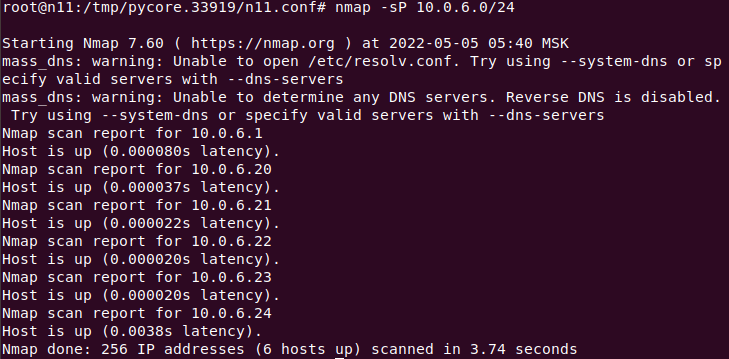 root@n11:/tmp/pycore.33919/n11.conf# nmap -sP 10.0.6.0/24
Starting Nmap 7.60 ( https://nmap.org ) at 2022-05-05 05:40 MSK
mass_dns: warning: Unable to open /etc/resolv.conf. Try using --system-dns or sp
ecify valid servers with --dns-servers
mass_dns: warning: Unable to determine any DNS servers. Reverse DNS is disabled.
 Try using --system-dns or specify valid servers with --dns-servers
Nmap scan report for 10.0.6.1
Host is up (0.000080s latency).
Nmap scan report for 10.0.6.20
Host is up (0.000037s latency).
Nmap scan report for 10.0.6.21
Host is up (0.000022s latency).
Nmap scan report for 10.0.6.22
Host is up (0.000020s latency).
Nmap scan report for 10.0.6.23
Host is up (0.000020s latency).
Nmap scan report for 10.0.6.24
Host is up (0.0038s latency).
Nmap done: 256 IP addresses (6 hosts up) scanned in 3.74 seconds